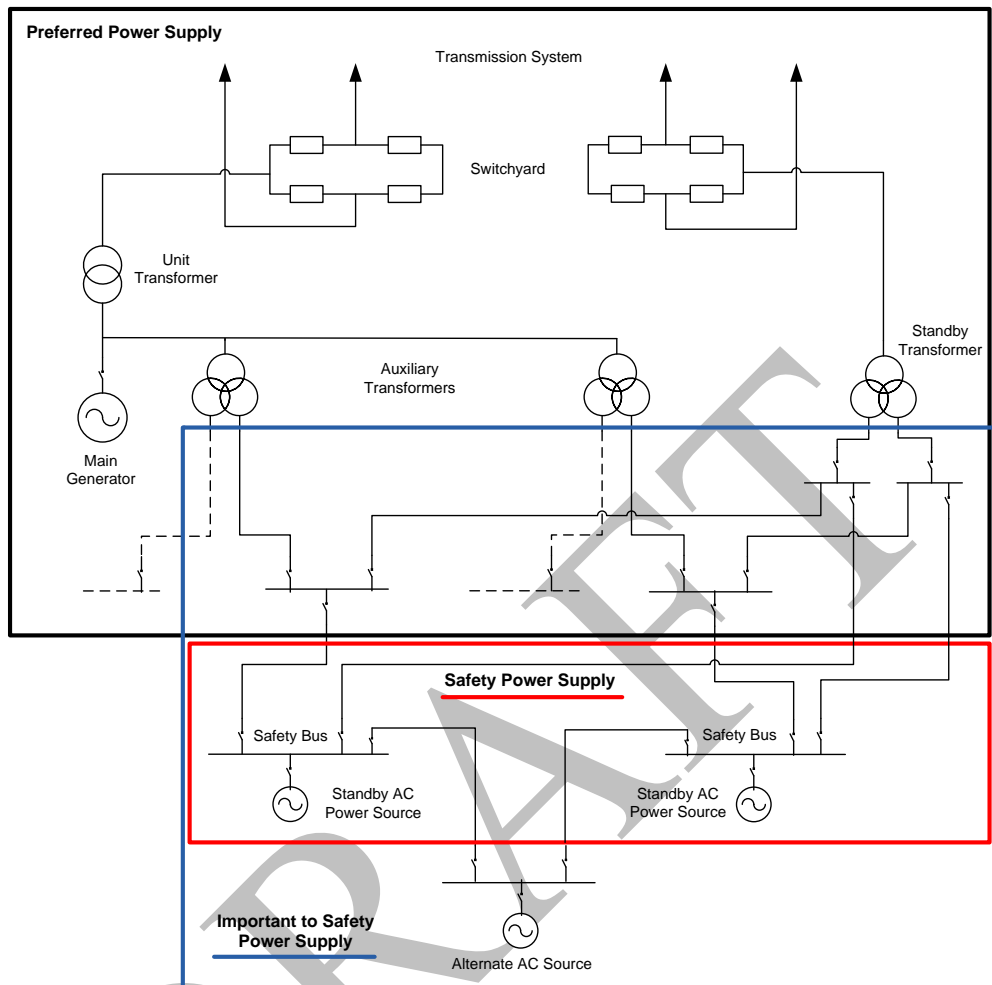 Preferred Power Supply
Transmission System
Switchyard
Unit
Transformer
Standby
Transformer
Auxiliary
Transformers
Main
Generator
Safety Power Supply
Safety Bus
Safety Bus
Standby AC
Power Source
Standby AC
Power Source
Important to Safety
Power Supply
Alternate AC Source
RAFT